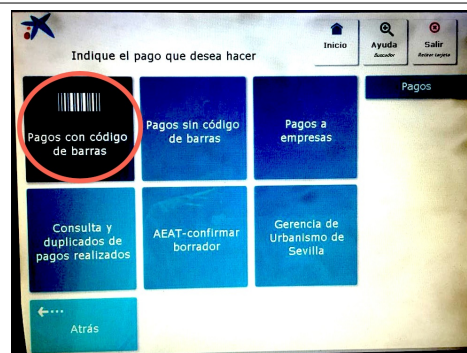 Indique el pago que desea hacer
Inicio
Ayuda
Buscador
Salir
Retirar tarjeta
Pagos
Pagos con código
de barras
Pagos sin código
de barras
Pagos a
empresas
Consulta y
duplicados de
pagos realizados
AEAT-confirmar
borrador
Gerencia de
Urbanismo de
Sevilla
Atrás